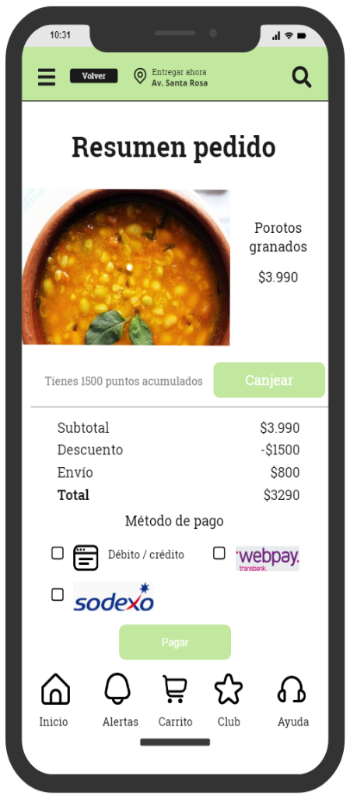 10:31
Volver
Entregar ahora
Av. Santa Rosa
Resumen pedido
Porotos
granados
$3.990
Tienes 1500 puntos acumulados
Canjear
Subtotal $3.990
Descuento -$1500
Envío $800
Total $3290
Método de pago
Débito / crédito
webpay.
transbank.
sodexo
Pagar
Inicio Alertas Carrito Club Ayuda